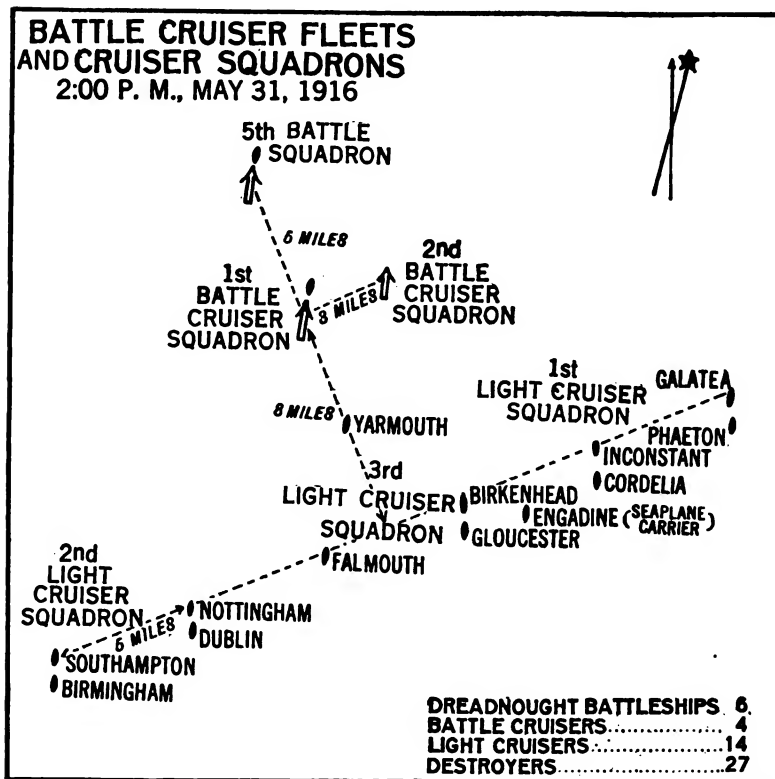 BATTLE CRUISER FLEETS
AND CRUISER SQUADRONS
2:00 P. M., MAY 31, 1916
5th BATTLE
SQUADRON
5 MILES
1st
BATTLE
CRUISER
SQUADRON
2nd
BATTLE
CRUISER
SQUADRON
3 MILES
8 MILES
YARMOUTH
1st
LIGHT CRUISER
SQUADRON
GALATEA
PHAETON
INCONSTANT
CORDELIA
3rd
LIGHT CRUISER
SQUADRON
BIRKENHEAD
ENGADINE (SEAPLANE
CARRIER)
GLOUCESTER
FALMOUTH
2nd
LIGHT
CRUISER
SQUADRON
NOTTINGHAM
DUBLIN
5 MILES
SOUTHAMPTON
BIRMINGHAM
DREADNOUGHT BATTLESHIPS 6.
BATTLE CRUISERS............... 4
LIGHT CRUISERS.................14
DESTROYERS.......................27